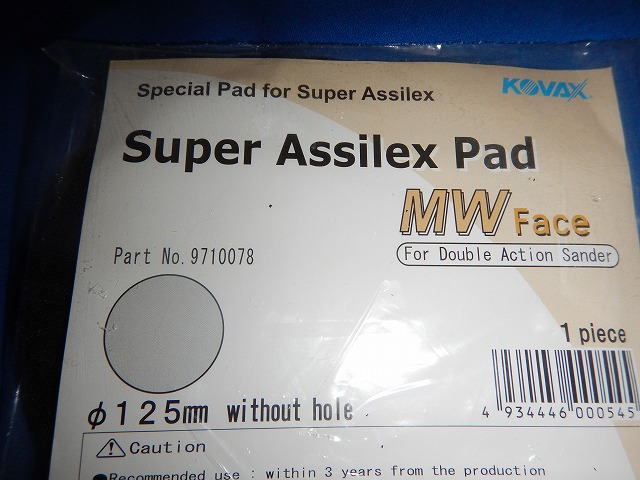 KOVAX
Special Pad for Super Assilex
Super Assilex Pad
MW Face
For Double Action Sander
Part No. 9710078
1 piece
φ125mm without hole
4 934446 000545
Caution
●Recommended use : within 3 years from the production